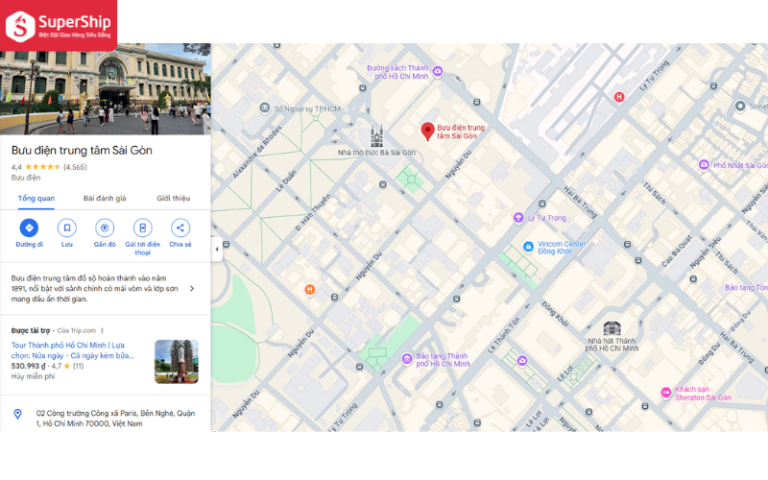 SuperShip
Biệt Đội Giao Hàng Siêu Đẳng
Bưu điện trung tâm Sài Gòn
4,4 (4.565)
Bưu điện
Tổng quan
Bài đánh giá
Giới thiệu
Đường đi
Lưu
Gần đó
Gửi tới điện
thoại
Chia sẻ
Bưu điện trung tâm đồ sộ hoàn thành vào năm
1891, nổi bật với sảnh chính có mái vòm và lớp sơn
mang dấu ấn thời gian.
Được tài trợ · Của Trip.com
Tour Thành phố Hồ Chí Minh | Lựa
chọn: Nửa ngày - Cả ngày kèm bữa...
530.993 ₫ · 4,7 (11)
Hủy miễn phí
02 Công trường Công xã Paris, Bến Nghé, Quận
1, Hồ Chí Minh 70000, Việt Nam
Đường sách Thành
phố Hồ Chí Minh
Lý Tự Trọng
H
Sở Ngoại vụ TPHCM
Bưu điện trung
tâm Sài Gòn
Nhà thờ Đức Bà Sài Gòn
Alexandre de Rhodes
Lê Duẩn
Nguyễn Du
Hai Bà Trưng
Phố Nhật Sài Gòn
Thi Sách
Đ. Hàn Thuyên
Lý Tự Trọng
Vincom Center
Đồng Khởi
Cao Bá Quát
Nguyễn Siêu
Thi Sách
Nguyễn Du
H
Bảo tàng Tôn
Đồng Khởi
Lê Thánh Tôn
Nhà hát Thành
phố Hồ Chí Minh
Đông Du
Hai Bà Trưng
Đông Du
Nguyễn Du
Bảo tàng Thành
phố Hồ Chí Minh
Khách sạn
Sheraton Sài Gòn
Nguyễn Du
Lý Tự Trọng
Lê Lợi
Lê Lợi